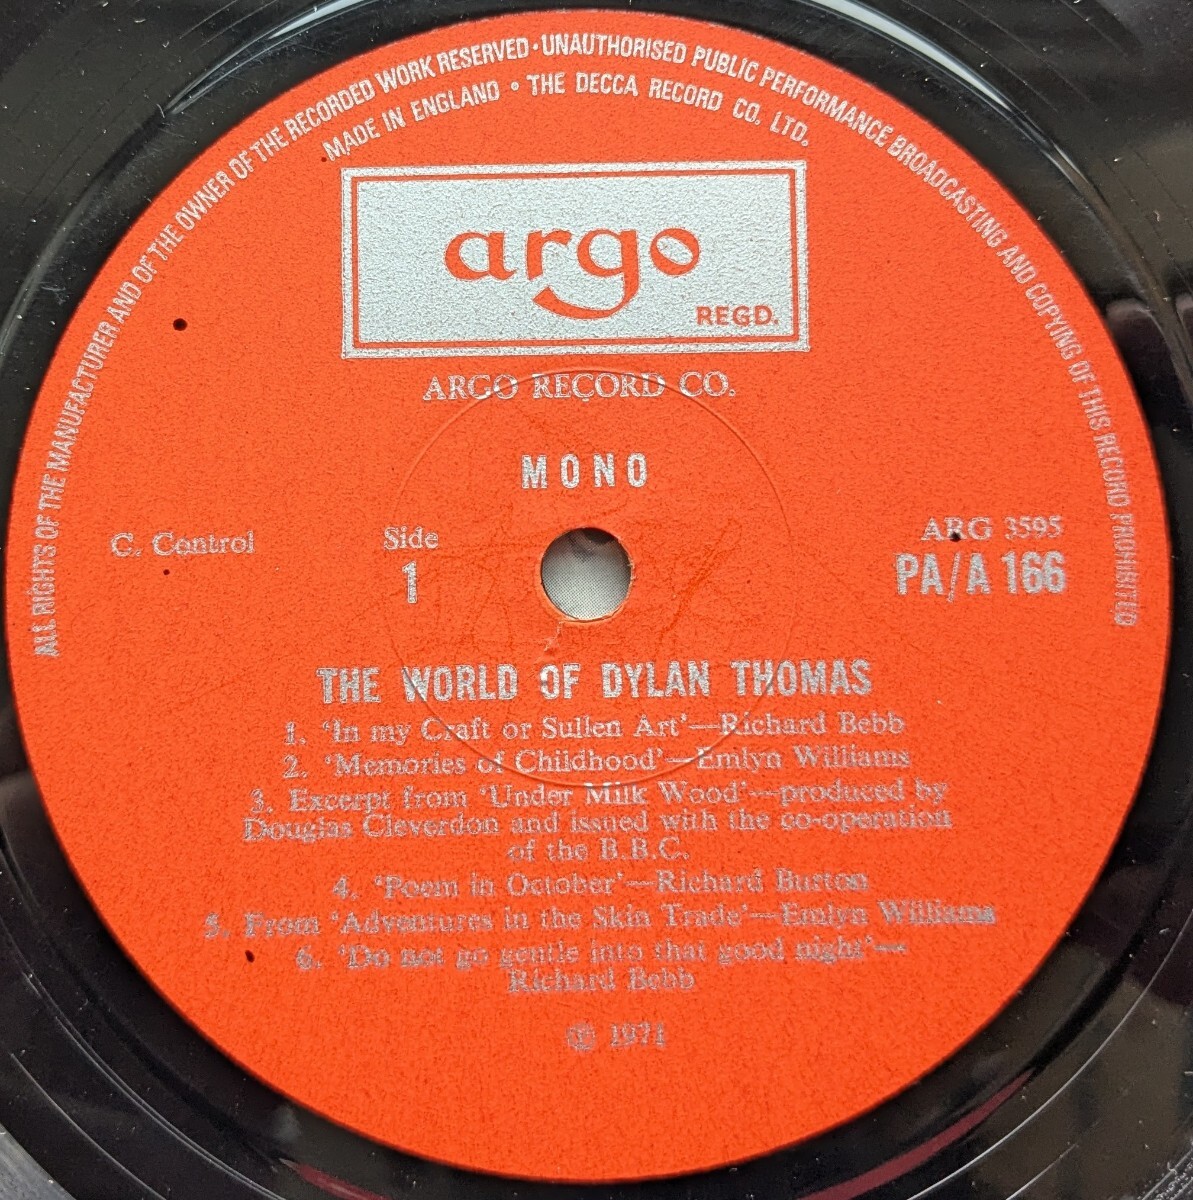 ALL RIGHTS OF THE MANUFACTURER AND OF THE OWNER OF THE RECORDED WORK RESERVED · UNAUTHORISED PUBLIC PERFORMANCE BROADCASTING AND COPYING OF THIS RECORD PROHIBITED
MADE IN ENGLAND • THE DECCA RECORD CO. LTD.
argo
REGD.
ARGO RECORD CO.
MONO
C. Control
Side
1
ARG 3595
PA/A 166
THE WORLD OF DYLAN THOMAS
1. ‘In my Craft or Sullen Art’—Richard Bebb
2. ‘Memories of Childhood’—Emlyn Williams
3. Excerpt from ‘Under Milk Wood’—produced by
Douglas Cleverdon and issued with the co-operation
of the B.B.C.
4. ‘Poem in October’—Richard Burton
5. From ‘Adventures in the Skin Trade’—Emlyn Williams
6. ‘Do not go gentle into that good night’—
Richard Bebb
℗ 1971